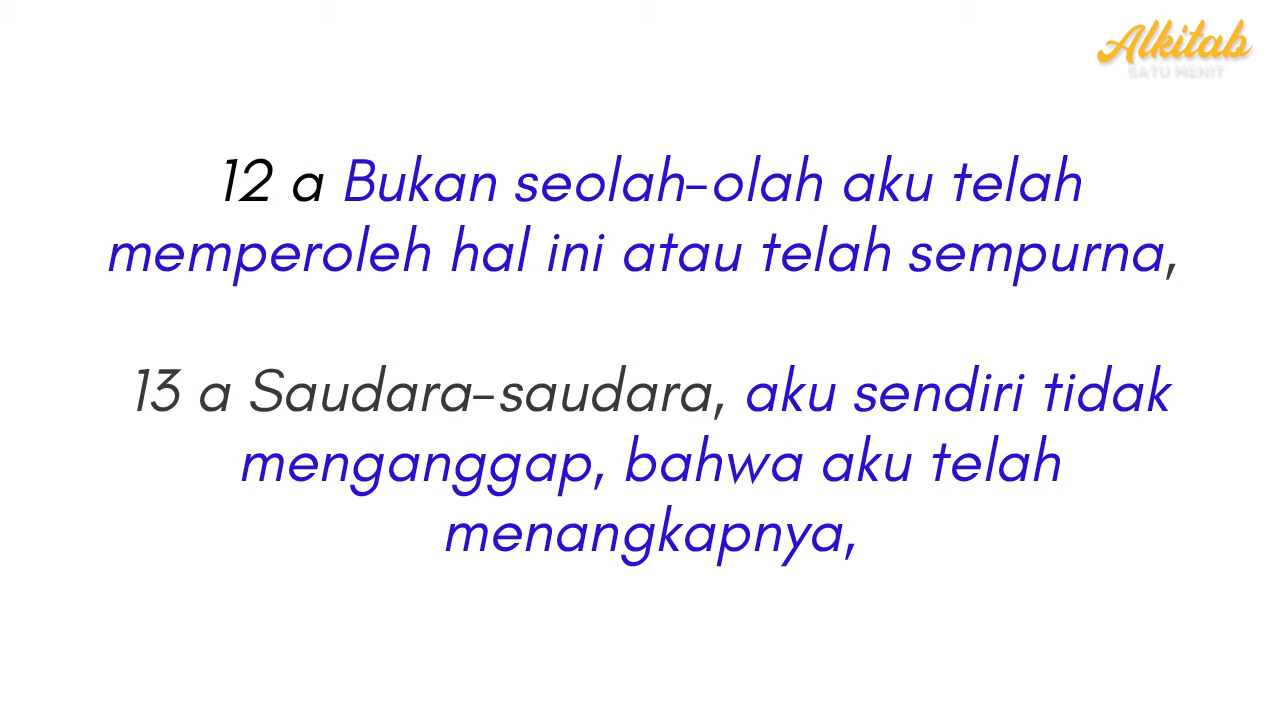 Alkitab
SATU MENIT
12 a Bukan seolah-olah aku telah
memperoleh hal ini atau telah sempurna,
13 a Saudara-saudara, aku sendiri tidak
menganggap, bahwa aku telah
menangkapnya,